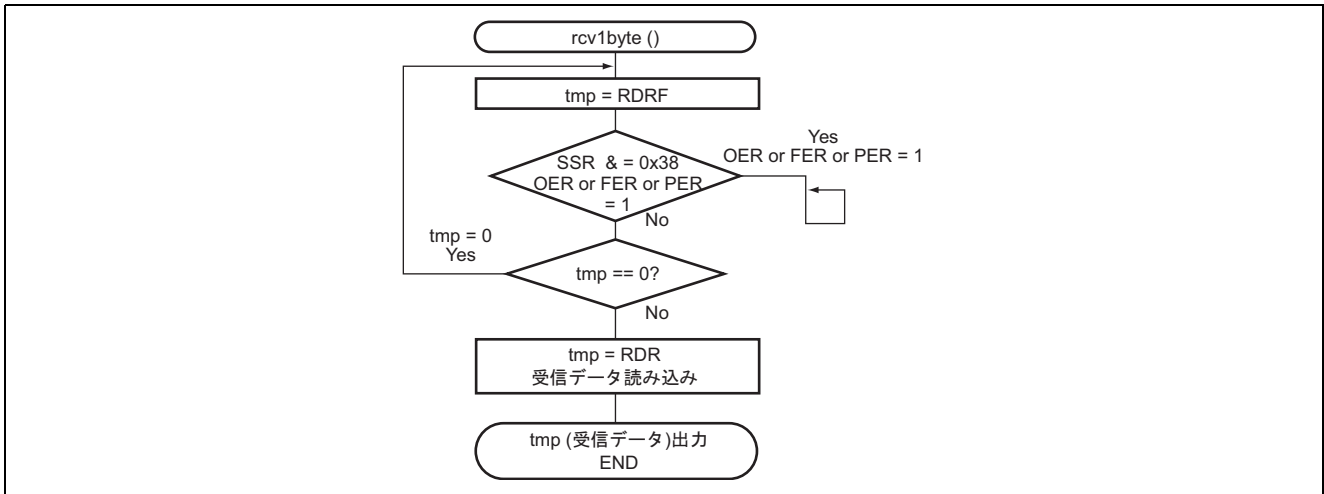 rcv1byte ()
tmp = RDRF
SSR & = 0x38
OER or FER or PER
= 1
Yes
OER or FER or PER = 1
No
tmp = 0
Yes
tmp == 0?
No
tmp = RDR
受信データ読み込み
tmp (受信データ)出力
END